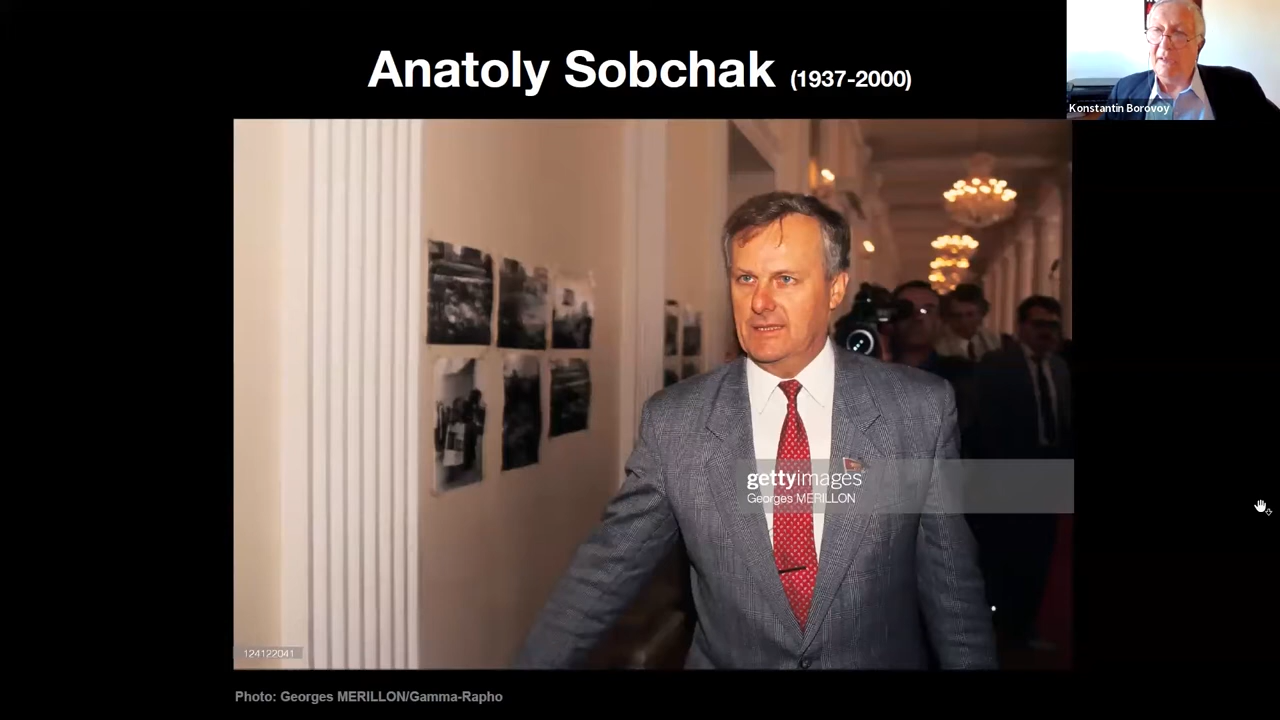 Anatoly Sobchak (1937-2000)
Konstantin Borovoy
gettyimages
Georges MERILLON
124122041
Photo: Georges MERILLON/Gamma-Rapho